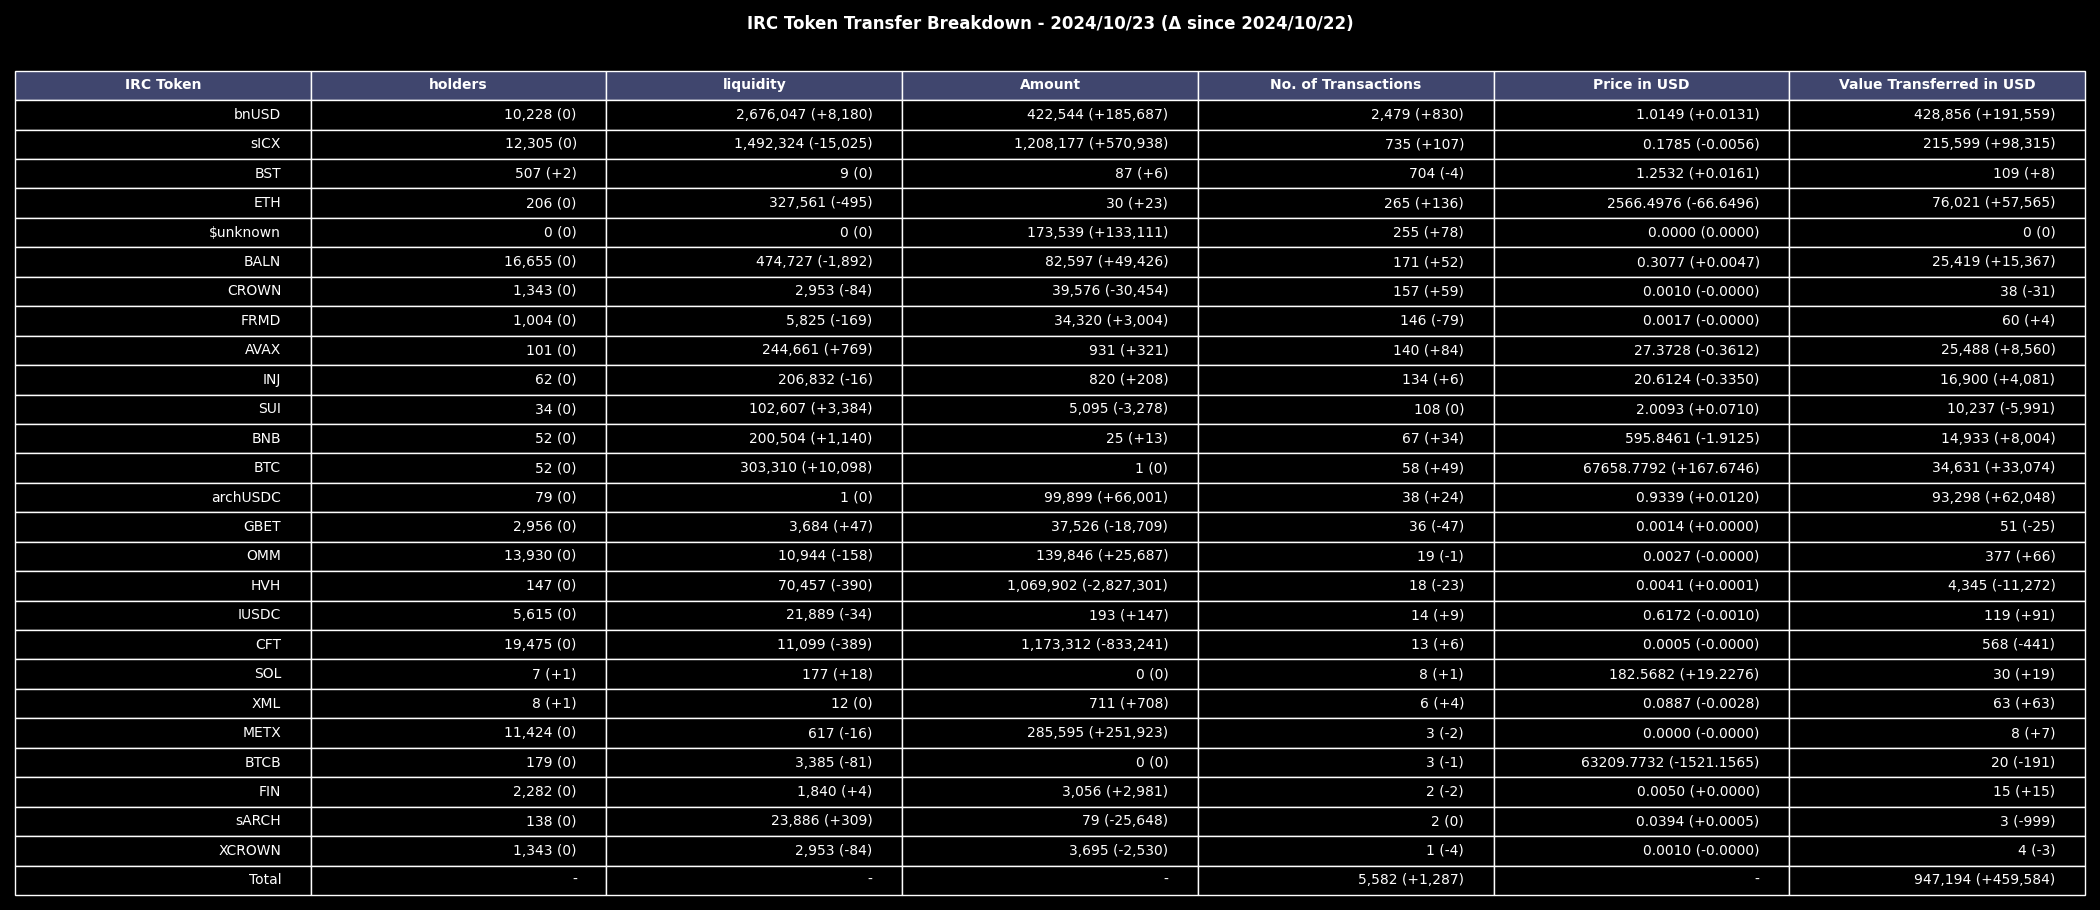 IRC Token Transfer Breakdown - 2024/10/23 (Δ since 2024/10/22)
IRC Token holders liquidity Amount No. of Transactions Price in USD Value Transferred in USD
bnUSD 10,228 (0) 2,676,047 (+8,180) 422,544 (+185,687) 2,479 (+830) 1.0149 (+0.0131) 428,856 (+191,559)
sICX 12,305 (0) 1,492,324 (-15,025) 1,208,177 (+570,938) 735 (+107) 0.1785 (-0.0056) 215,599 (+98,315)
BST 507 (+2) 9 (0) 87 (+6) 704 (-4) 1.2532 (+0.0161) 109 (+8)
ETH 206 (0) 327,561 (-495) 30 (+23) 265 (+136) 2566.4976 (-66.6496) 76,021 (+57,565)
$unknown 0 (0) 0 (0) 173,539 (+133,111) 255 (+78) 0.0000 (0.0000) 0 (0)
BALN 16,655 (0) 474,727 (-1,892) 82,597 (+49,426) 171 (+52) 0.3077 (+0.0047) 25,419 (+15,367)
CROWN 1,343 (0) 2,953 (-84) 39,576 (-30,454) 157 (+59) 0.0010 (-0.0000) 38 (-31)
FRMD 1,004 (0) 5,825 (-169) 34,320 (+3,004) 146 (-79) 0.0017 (-0.0000) 60 (+4)
AVAX 101 (0) 244,661 (+769) 931 (+321) 140 (+84) 27.3728 (-0.3612) 25,488 (+8,560)
INJ 62 (0) 206,832 (-16) 820 (+208) 134 (+6) 20.6124 (-0.3350) 16,900 (+4,081)
SUI 34 (0) 102,607 (+3,384) 5,095 (-3,278) 108 (0) 2.0093 (+0.0710) 10,237 (-5,991)
BNB 52 (0) 200,504 (+1,140) 25 (+13) 67 (+34) 595.8461 (-1.9125) 14,933 (+8,004)
BTC 52 (0) 303,310 (+10,098) 1 (0) 58 (+49) 67658.7792 (+167.6746) 34,631 (+33,074)
archUSDC 79 (0) 1 (0) 99,899 (+66,001) 38 (+24) 0.9339 (+0.0120) 93,298 (+62,048)
GBET 2,956 (0) 3,684 (+47) 37,526 (-18,709) 36 (-47) 0.0014 (+0.0000) 51 (-25)
OMM 13,930 (0) 10,944 (-158) 139,846 (+25,687) 19 (-1) 0.0027 (-0.0000) 377 (+66)
HVH 147 (0) 70,457 (-390) 1,069,902 (-2,827,301) 18 (-23) 0.0041 (+0.0001) 4,345 (-11,272)
IUSDC 5,615 (0) 21,889 (-34) 193 (+147) 14 (+9) 0.6172 (-0.0010) 119 (+91)
CFT 19,475 (0) 11,099 (-389) 1,173,312 (-833,241) 13 (+6) 0.0005 (-0.0000) 568 (-441)
SOL 7 (+1) 177 (+18) 0 (0) 8 (+1) 182.5682 (+19.2276) 30 (+19)
XML 8 (+1) 12 (0) 711 (+708) 6 (+4) 0.0887 (-0.0028) 63 (+63)
METX 11,424 (0) 617 (-16) 285,595 (+251,923) 3 (-2) 0.0000 (-0.0000) 8 (+7)
BTCB 179 (0) 3,385 (-81) 0 (0) 3 (-1) 63209.7732 (-1521.1565) 20 (-191)
FIN 2,282 (0) 1,840 (+4) 3,056 (+2,981) 2 (-2) 0.0050 (+0.0000) 15 (+15)
sARCH 138 (0) 23,886 (+309) 79 (-25,648) 2 (0) 0.0394 (+0.0005) 3 (-999)
XCROWN 1,343 (0) 2,953 (-84) 3,695 (-2,530) 1 (-4) 0.0010 (-0.0000) 4 (-3)
Total - - - 5,582 (+1,287) - 947,194 (+459,584)